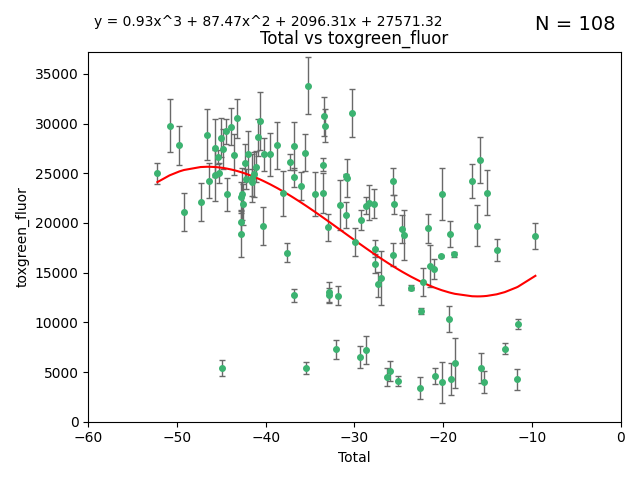 y = 0.93x^3 + 87.47x^2 + 2096.31x + 27571.32
N = 108
Total vs toxgreen_fluor
toxgreen_fluor
35000
30000
25000
20000
15000
10000
5000
0
−60 −50 −40 −30 −20 −10 0
Total